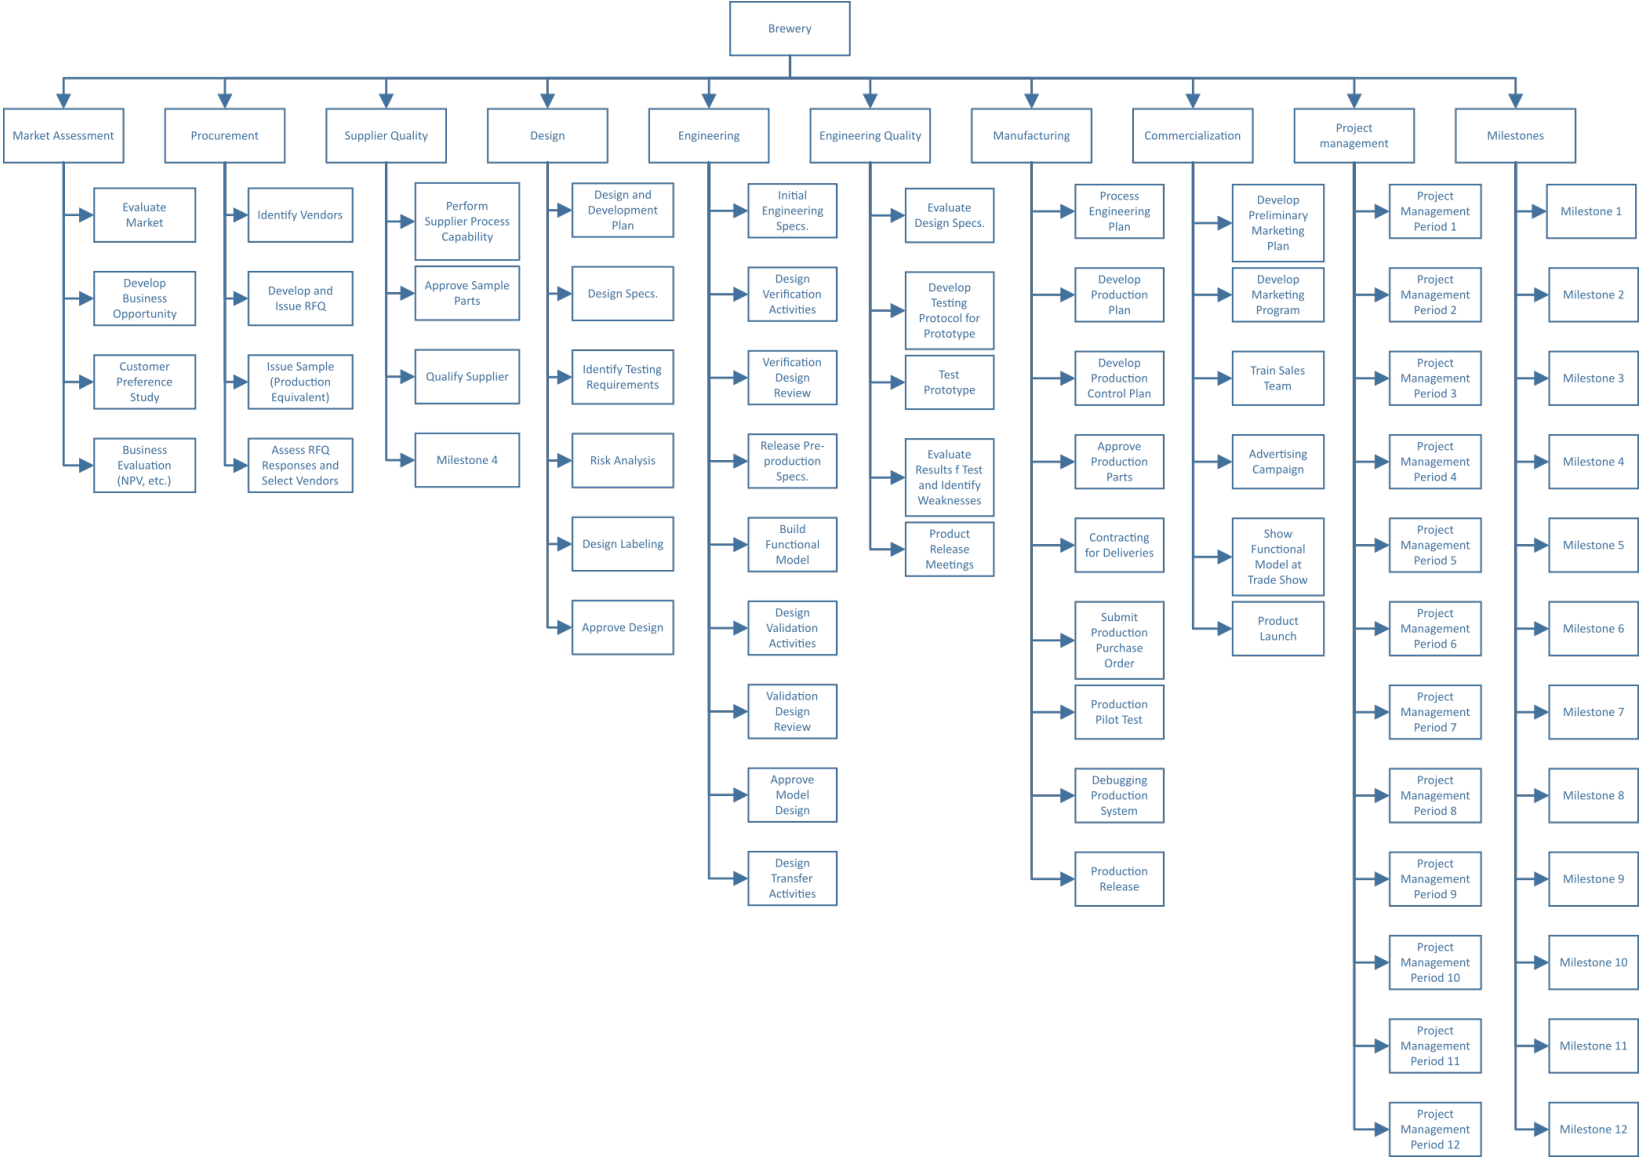 Brewery
Market Assessment
Procurement
Supplier Quality
Design
Engineering
Engineering Quality
Manufacturing
Commercialization
Project
management
Milestones
Evaluate
Market
Develop
Business
Opportunity
Customer
Preference
Study
Business
Evaluation
(NPV, etc.)
Identify Vendors
Develop and
Issue RFQ
Issue Sample
(Production
Equivalent)
Assess RFQ
Responses and
Select Vendors
Perform
Supplier Process
Capability
Approve Sample
Parts
Qualify Supplier
Milestone 4
Design and
Development
Plan
Design Specs.
Identify Testing
Requirements
Risk Analysis
Design Labeling
Approve Design
Initial
Engineering
Specs.
Design
Verification
Activities
Verification
Design
Review
Release Pre-
production
Specs.
Build
Functional
Model
Design
Validation
Activities
Validation
Design
Review
Approve
Model
Design
Design
Transfer
Activities
Evaluate
Design Specs.
Develop
Testing
Protocol for
Prototype
Test
Prototype
Evaluate
Results f Test
and Identify
Weaknesses
Product
Release
Meetings
Process
Engineering
Plan
Develop
Production
Plan
Develop
Production
Control Plan
Approve
Production
Parts
Contracting
for Deliveries
Submit
Production
Purchase
Order
Production
Pilot Test
Debugging
Production
System
Production
Release
Develop
Preliminary
Marketing
Plan
Develop
Marketing
Program
Train Sales
Team
Advertising
Campaign
Show
Functional
Model at
Trade Show
Product
Launch
Project
Management
Period 1
Project
Management
Period 2
Project
Management
Period 3
Project
Management
Period 4
Project
Management
Period 5
Project
Management
Period 6
Project
Management
Period 7
Project
Management
Period 8
Project
Management
Period 9
Project
Management
Period 10
Project
Management
Period 11
Project
Management
Period 12
Milestone 1
Milestone 2
Milestone 3
Milestone 4
Milestone 5
Milestone 6
Milestone 7
Milestone 8
Milestone 9
Milestone 10
Milestone 11
Milestone 12